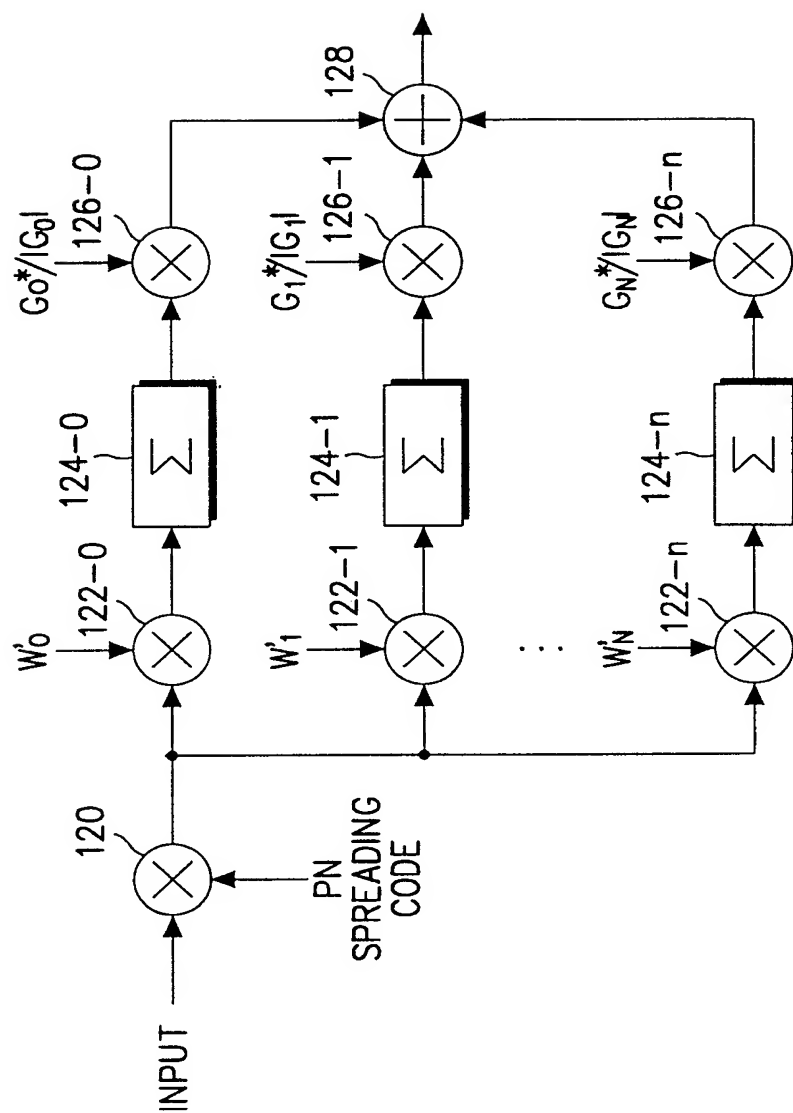 INPUT
120
PN
SPREADING
CODE
W'0
122-0
124-0
Σ
G0*/|G0|
126-0
128
W'1
122-1
124-1
Σ
G1*/|G1|
126-1
. . .
W'N
122-n
124-n
Σ
GN*/|GN|
126-n